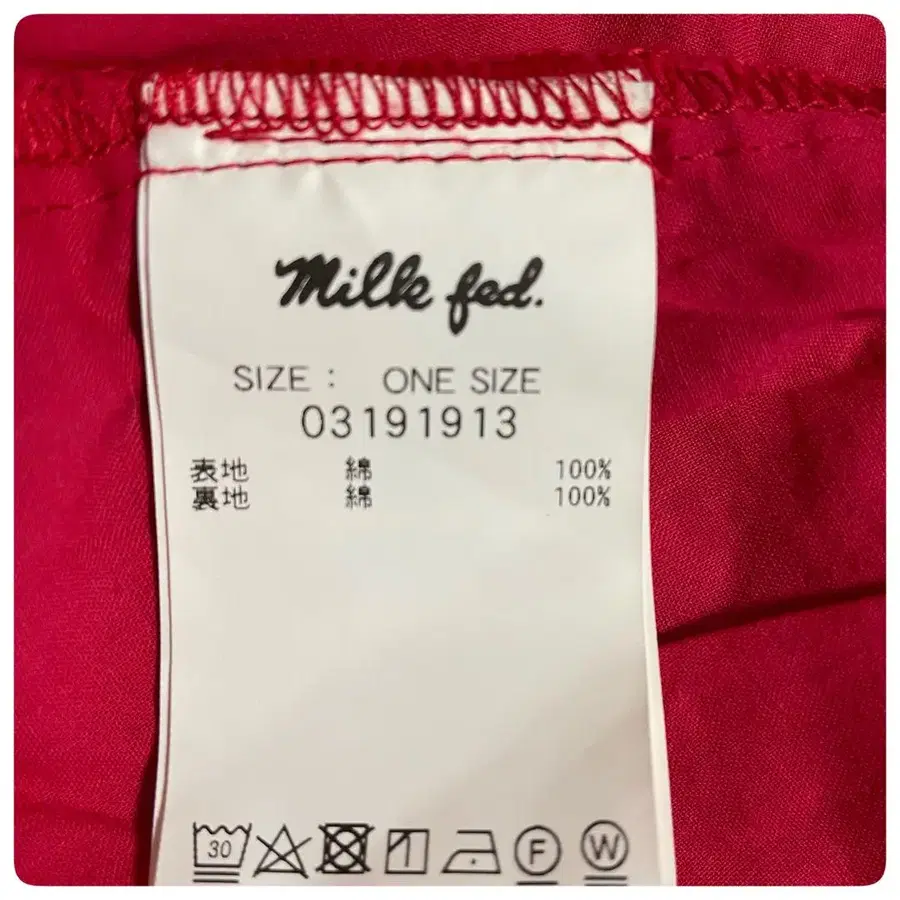 Milk fed.
SIZE : ONE SIZE
03191913
表地 綿 100%
裏地 綿 100%
30 F W